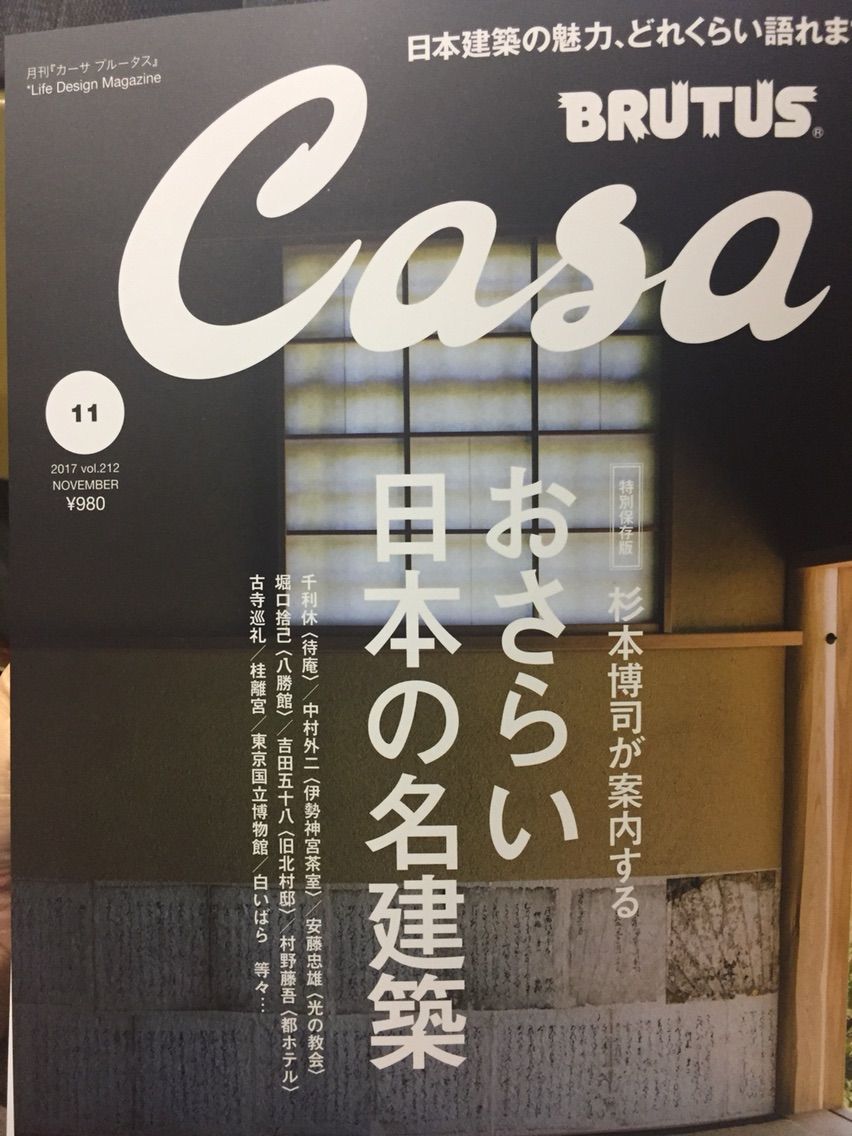 日本建築の魅力、どれくらい語れま
月刊『カーサ ブルータス』
*Life Design Magazine
Casa
BRUTUS®
11
2017 vol.212
NOVEMBER
¥980
特別保存版
杉本博司が案内する
おさらい
日本の名建築
千利休〈待庵〉／中村外二〈伊勢神宮茶室〉／安藤忠雄〈光の教会〉
堀口捨己〈八勝館〉／吉田五十八〈旧北村邸〉／村野藤吾〈都ホテル〉
古寺巡礼／桂離宮／東京国立博物館／白いばら 等々…